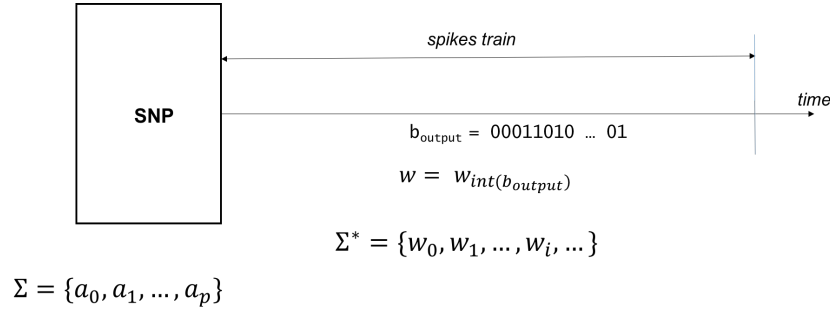 spikes train
time
SNP
b_output = 00011010 … 01
w = w_int(b_output)
Σ* = {w_0, w_1, … , w_i, … }
Σ = {a_0, a_1, … , a_p}